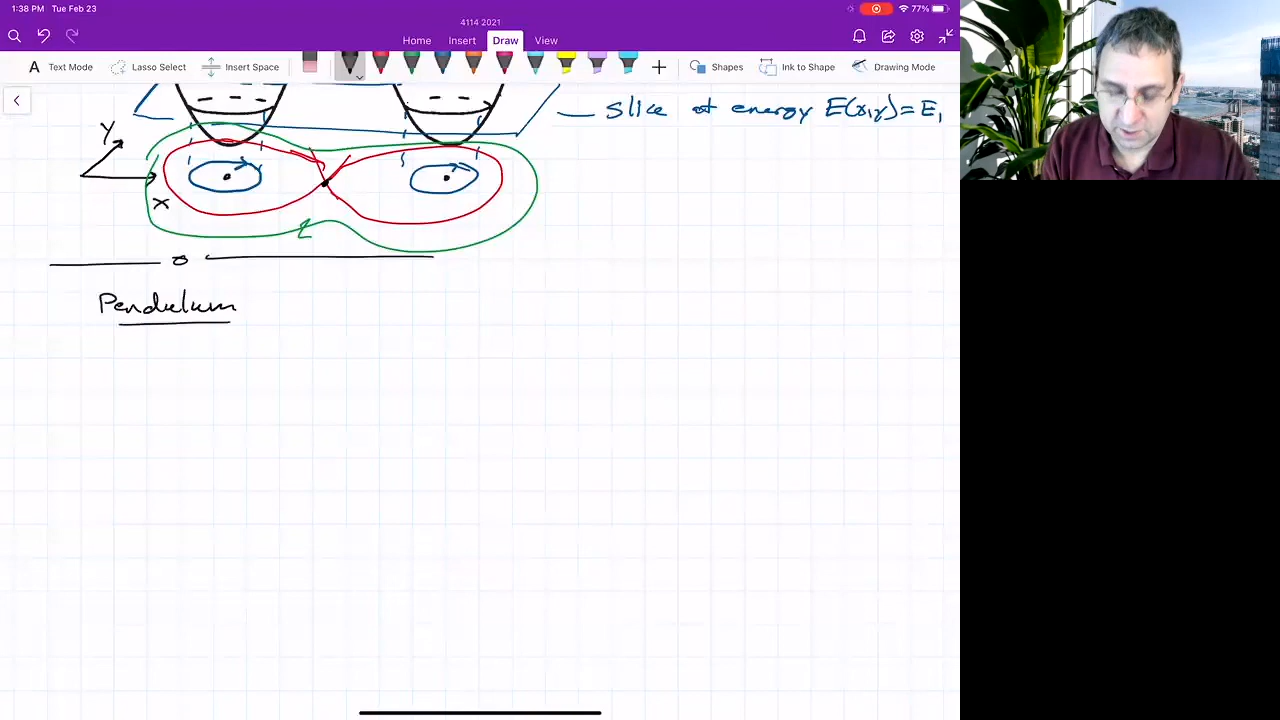 1:38 PM Tue Feb 23
77%
4114 2021
Home Insert Draw View
A Text Mode Lasso Select Insert Space Shapes Ink to Shape Drawing Mode
slice at energy E(x,y)=E₁
y
x
Pendulum